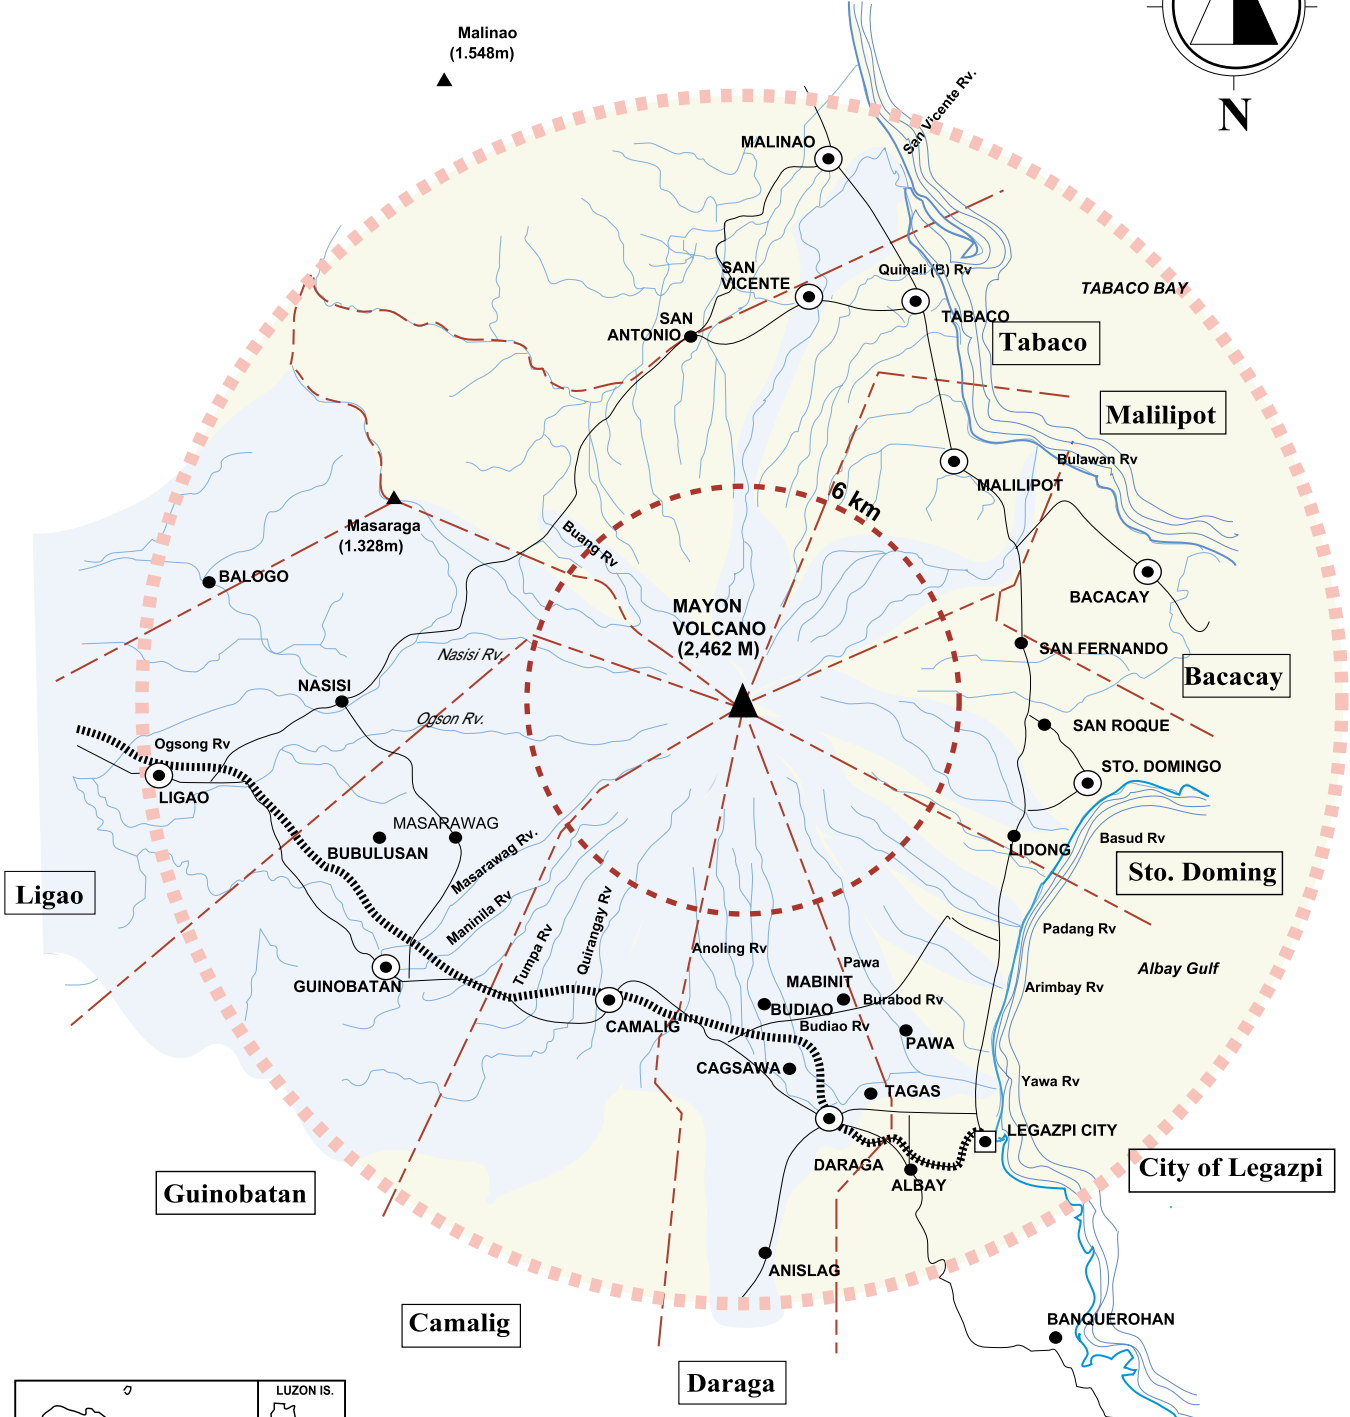 Malinao
(1.548m)
N
San Vicente Rv.
MALINAO
SAN
VICENTE
Quinali (B) Rv
TABACO BAY
SAN
ANTONIO
TABACO
Tabaco
Malilipot
Bulawan Rv
MALILIPOT
6 km
Masaraga
(1.328m)
Buang Rv
BALOGO
BACACAY
MAYON
VOLCANO
(2,462 M)
SAN FERNANDO
Nasisi Rv.
Bacacay
NASISI
Ogson Rv.
SAN ROQUE
Ogsong Rv
STO. DOMINGO
LIGAO
MASARAWAG
BUBULUSAN
Masarawag Rv.
LIDONG
Basud Rv
Sto. Doming
Ligao
Maninila Rv
Tumpa Rv
Quirangay Rv
Anoling Rv
Padang Rv
Pawa
Albay Gulf
MABINIT
GUINOBATAN
Arimbay Rv
BUDIAO
Burabod Rv
CAMALIG
Budiao Rv
PAWA
CAGSAWA
TAGAS
Yawa Rv
LEGAZPI CITY
DARAGA
ALBAY
City of Legazpi
Guinobatan
ANISLAG
Camalig
BANQUEROHAN
Daraga
LUZON IS.